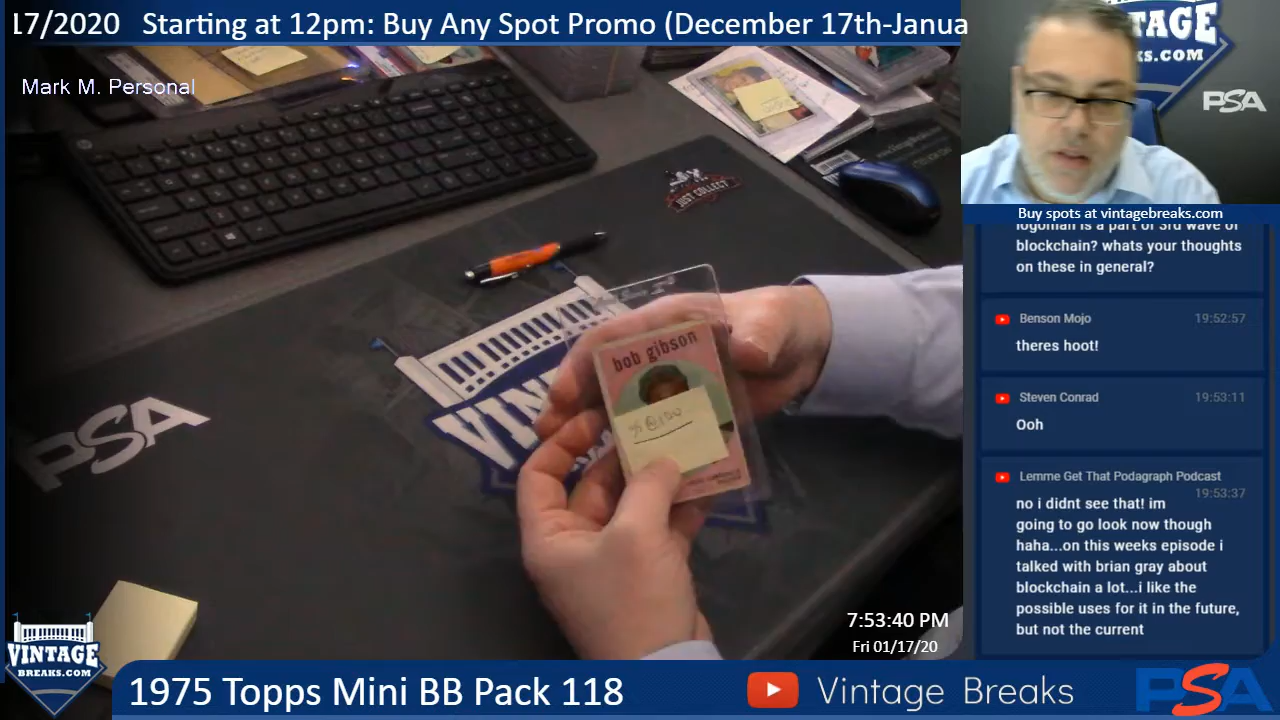 17/2020 Starting at 12pm: Buy Any Spot Promo (December 17th-Janua
Mark M. Personal
VINTAGE
KS.COM
PSA
JUST COLLECT
bob gibson
VIN
PSA
Buy spots at vintagebreaks.com
logoman is a part of 3rd wave of
blockchain? whats your thoughts
on these in general?
Benson Mojo 19:52:57
theres hoot!
Steven Conrad 19:53:11
Ooh
Lemme Get That Podagraph Podcast
19:53:37
no i didnt see that! im
going to go look now though
haha...on this weeks episode i
talked with brian gray about
blockchain a lot...i like the
possible uses for it in the future,
but not the current
7:53:40 PM
Fri 01/17/20
VINTAGE
BREAKS.COM
1975 Topps Mini BB Pack 118
Vintage Breaks
PSA